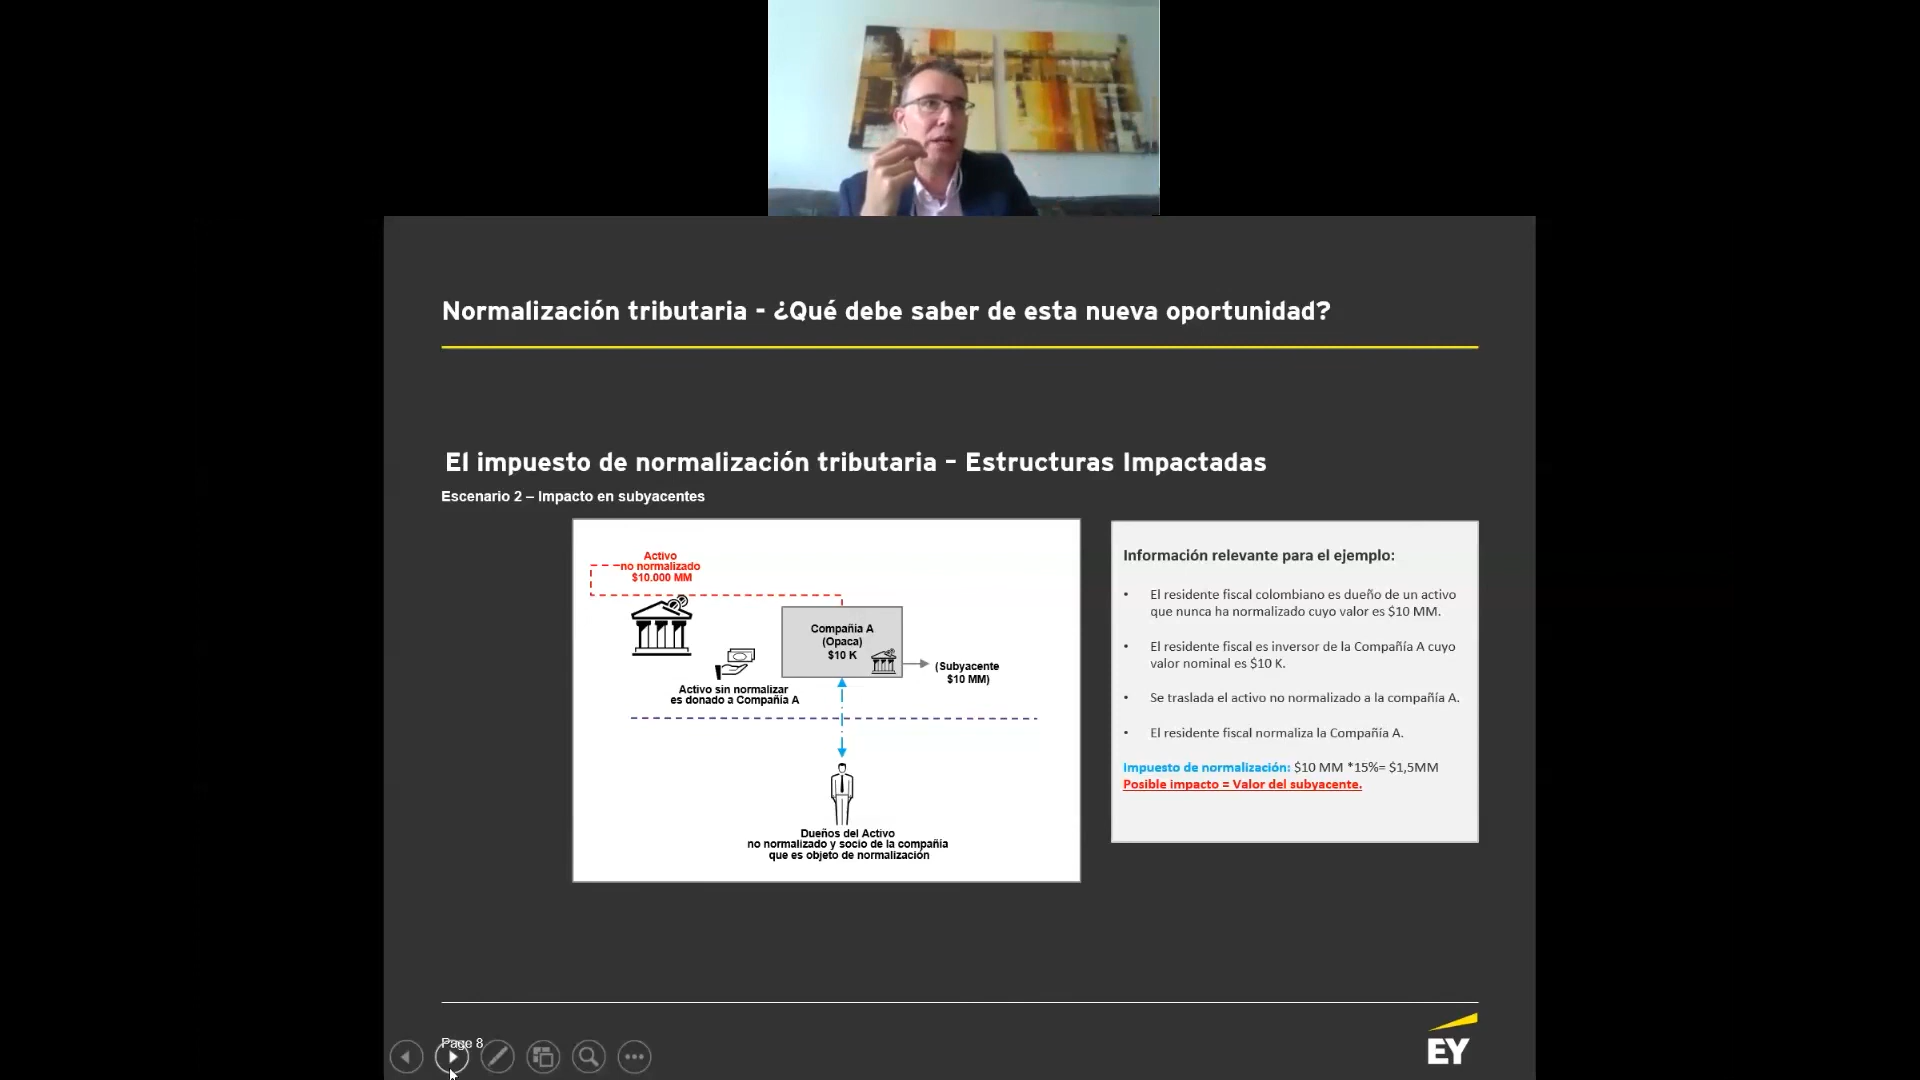 Normalización tributaria - ¿Qué debe saber de esta nueva oportunidad?
El impuesto de normalización tributaria – Estructuras Impactadas
Escenario 2 – Impacto en subyacentes
Activo
no normalizado
$10.000 MM
Compañia A
(Opaca)
$10 K
(Subyacente
$10 MM)
Activo sin normalizar
es donado a Compañía A
Dueños del Activo
no normalizado y socio de la compañía
que es objeto de normalización
Información relevante para el ejemplo:
• El residente fiscal colombiano es dueño de un activo
que nunca ha normalizado cuyo valor es $10 MM.
• El residente fiscal es inversor de la Compañía A cuyo
valor nominal es $10 K.
• Se traslada el activo no normalizado a la compañía A.
• El residente fiscal normaliza la Compañía A.
Impuesto de normalización: $10 MM *15%= $1,5MM
Posible impacto = Valor del subyacente.
Page 8
EY